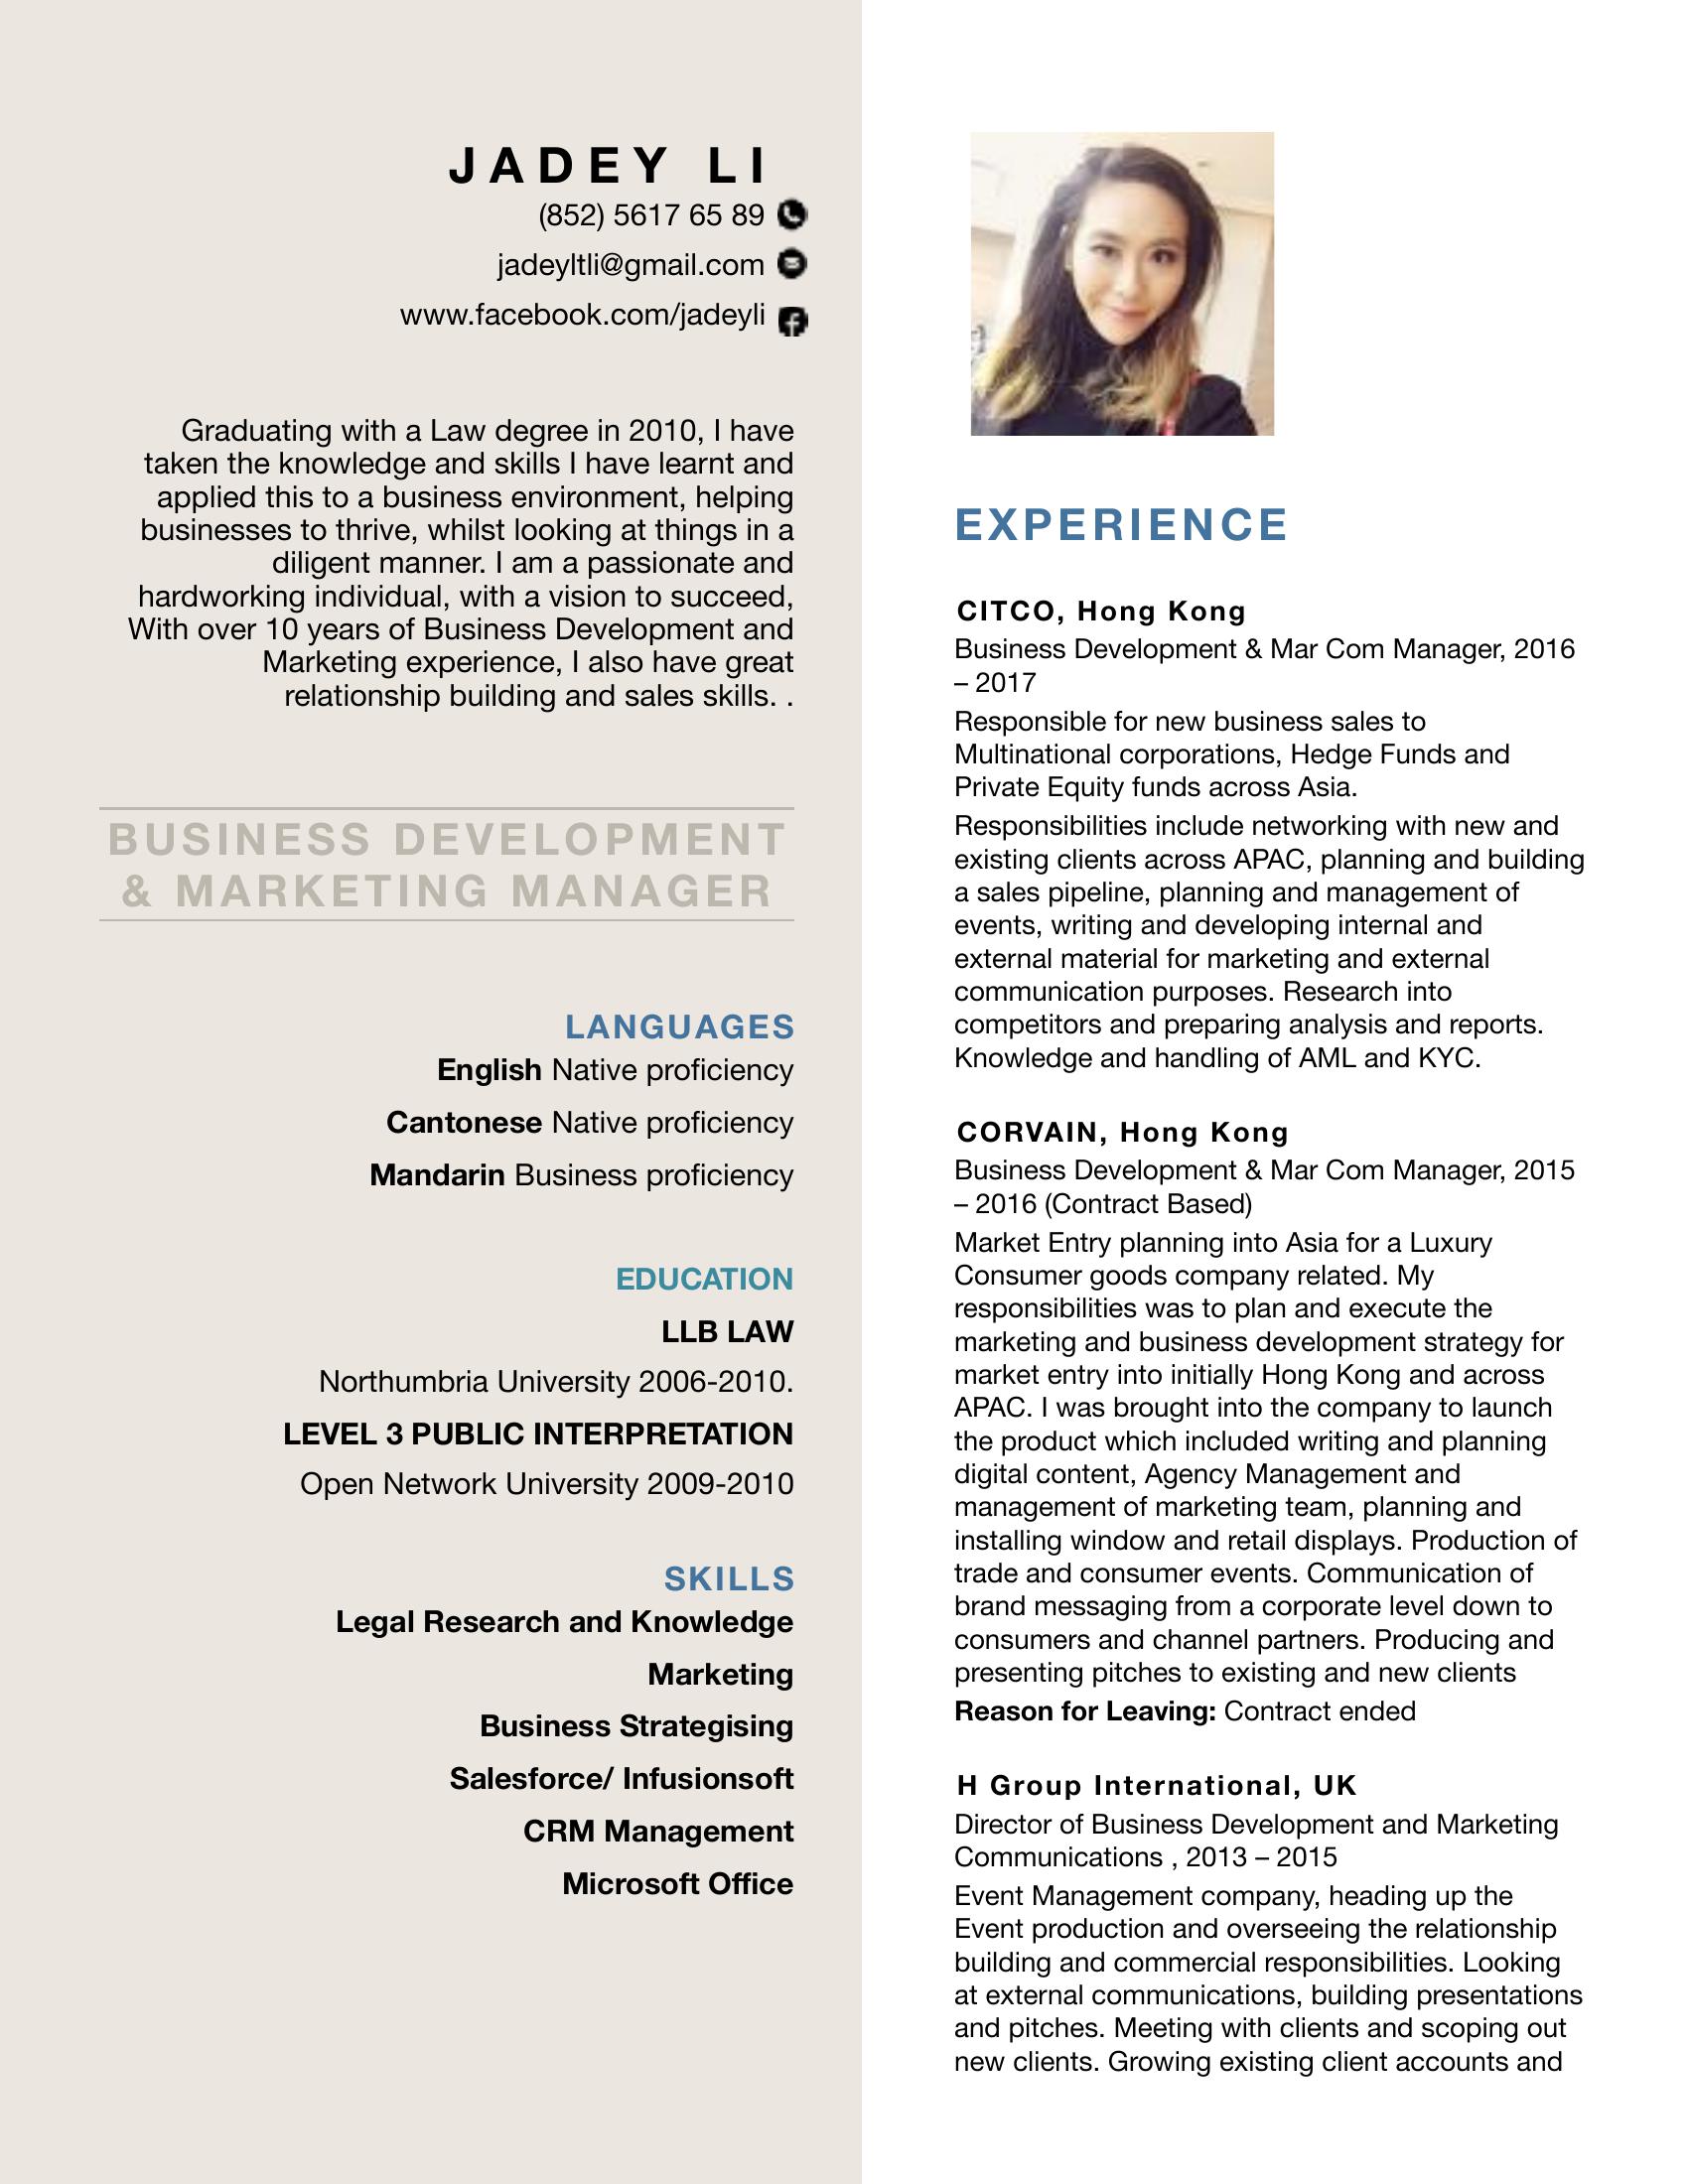 JADEY LI
(852) 5617 65 89
jadeyltli@gmail.com
www.facebook.com/jadeyli
Graduating with a Law degree in 2010, I have
taken the knowledge and skills I have learnt and
applied this to a business environment, helping
businesses to thrive, whilst looking at things in a
diligent manner. I am a passionate and
hardworking individual, with a vision to succeed,
With over 10 years of Business Development and
Marketing experience, I also have great
relationship building and sales skills. .
BUSINESS DEVELOPMENT
& MARKETING MANAGER
LANGUAGES
English Native proficiency
Cantonese Native proficiency
Mandarin Business proficiency
EDUCATION
LLB LAW
Northumbria University 2006-2010.
LEVEL 3 PUBLIC INTERPRETATION
Open Network University 2009-2010
SKILLS
Legal Research and Knowledge
Marketing
Business Strategising
Salesforce/ Infusionsoft
CRM Management
Microsoft Office
EXPERIENCE
CITCO, Hong Kong
Business Development & Mar Com Manager, 2016
– 2017
Responsible for new business sales to
Multinational corporations, Hedge Funds and
Private Equity funds across Asia.
Responsibilities include networking with new and
existing clients across APAC, planning and building
a sales pipeline, planning and management of
events, writing and developing internal and
external material for marketing and external
communication purposes. Research into
competitors and preparing analysis and reports.
Knowledge and handling of AML and KYC.
CORVAIN, Hong Kong
Business Development & Mar Com Manager, 2015
– 2016 (Contract Based)
Market Entry planning into Asia for a Luxury
Consumer goods company related. My
responsibilities was to plan and execute the
marketing and business development strategy for
market entry into initially Hong Kong and across
APAC. I was brought into the company to launch
the product which included writing and planning
digital content, Agency Management and
management of marketing team, planning and
installing window and retail displays. Production of
trade and consumer events. Communication of
brand messaging from a corporate level down to
consumers and channel partners. Producing and
presenting pitches to existing and new clients
Reason for Leaving: Contract ended
H Group International, UK
Director of Business Development and Marketing
Communications , 2013 – 2015
Event Management company, heading up the
Event production and overseeing the relationship
building and commercial responsibilities. Looking
at external communications, building presentations
and pitches. Meeting with clients and scoping out
new clients. Growing existing client accounts and